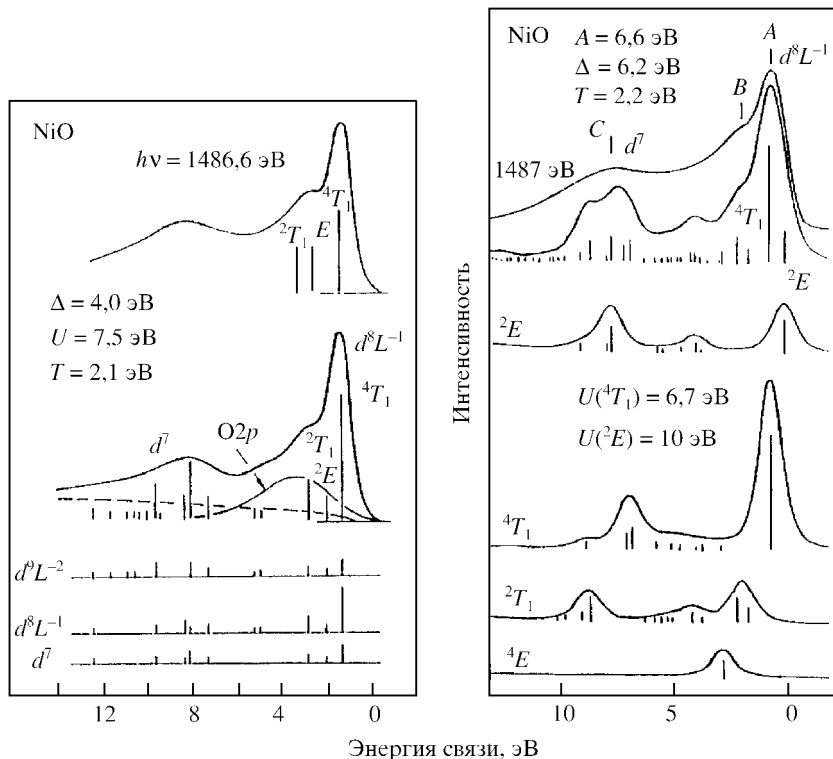 NiO
hν = 1486,6 эВ
⁴T₁
²T₁ E
Δ = 4,0 эВ
U = 7,5 эВ
T = 2,1 эВ
d⁸L⁻¹
⁴T₁
O2p
d⁷
²T₁
²E
d⁹L⁻²
d⁸L⁻¹
d⁷
12 8 4 0
NiO
A = 6,6 эВ
Δ = 6,2 эВ
T = 2,2 эВ
A
d⁸L⁻¹
B
C
d⁷
1487 эВ
⁴T₁
²E
²E
U(⁴T₁) = 6,7 эВ
U(²E) = 10 эВ
⁴T₁
²T₁
⁴E
10 5 0
Интенсивность
Энергия связи, эВ